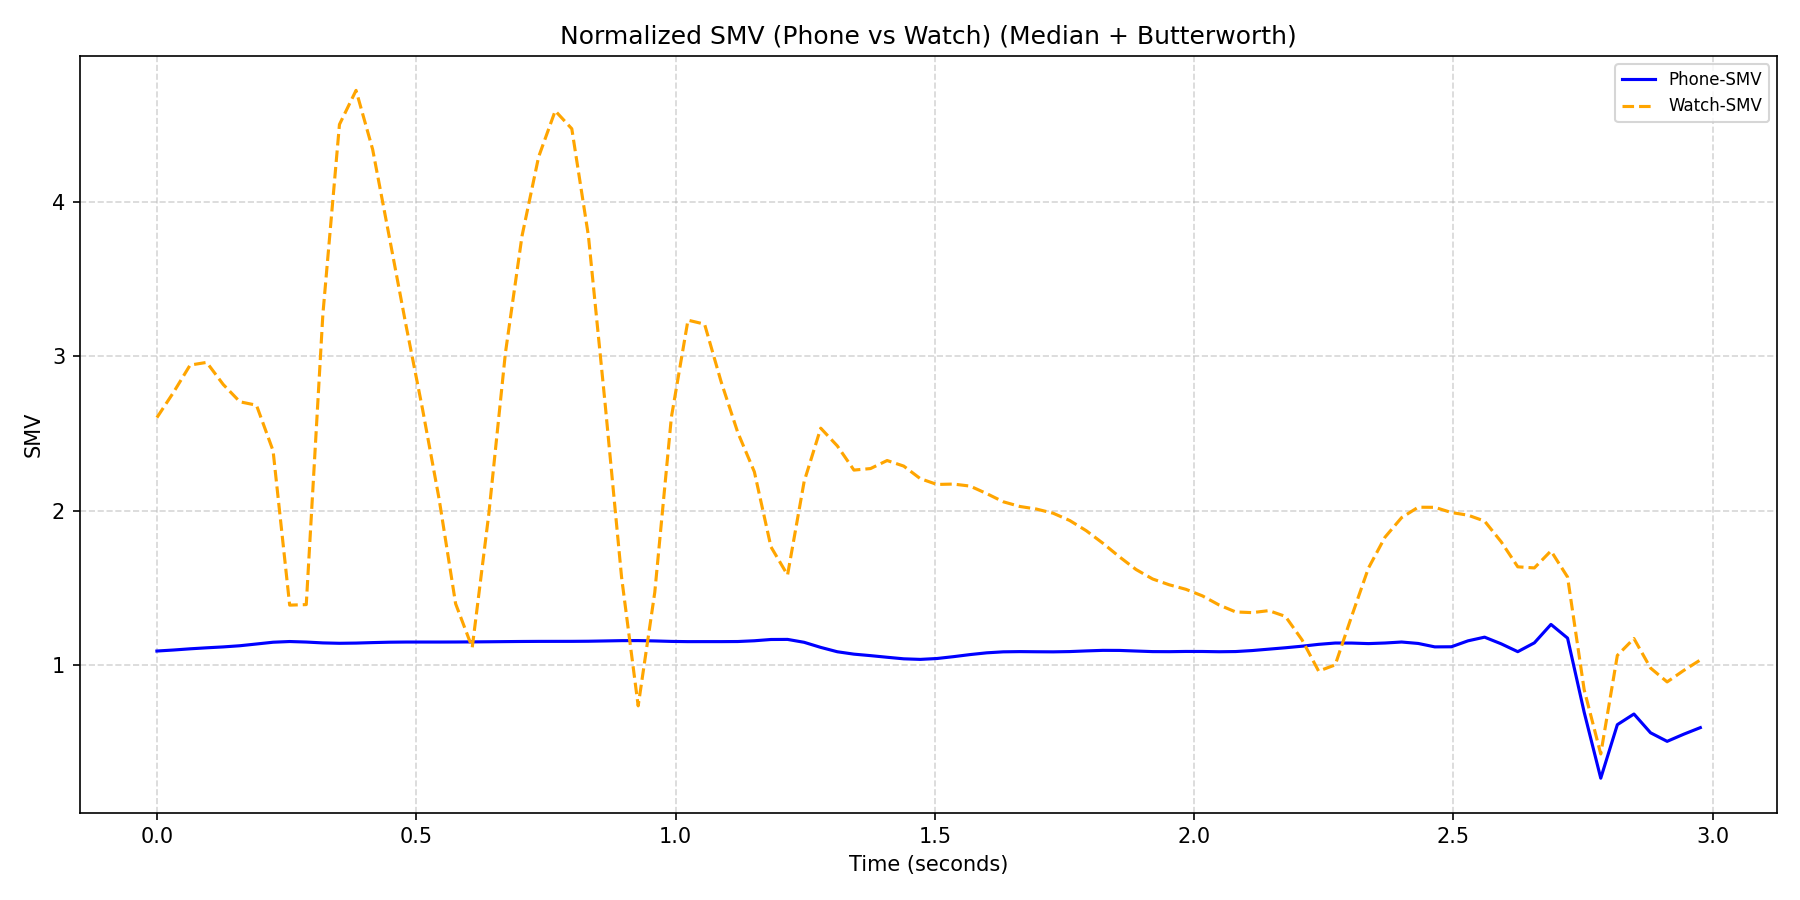 Normalized SMV (Phone vs Watch) (Median + Butterworth)
Phone-SMV
Watch-SMV
SMV
4
3
2
1
0.0 0.5 1.0 1.5 2.0 2.5 3.0
Time (seconds)